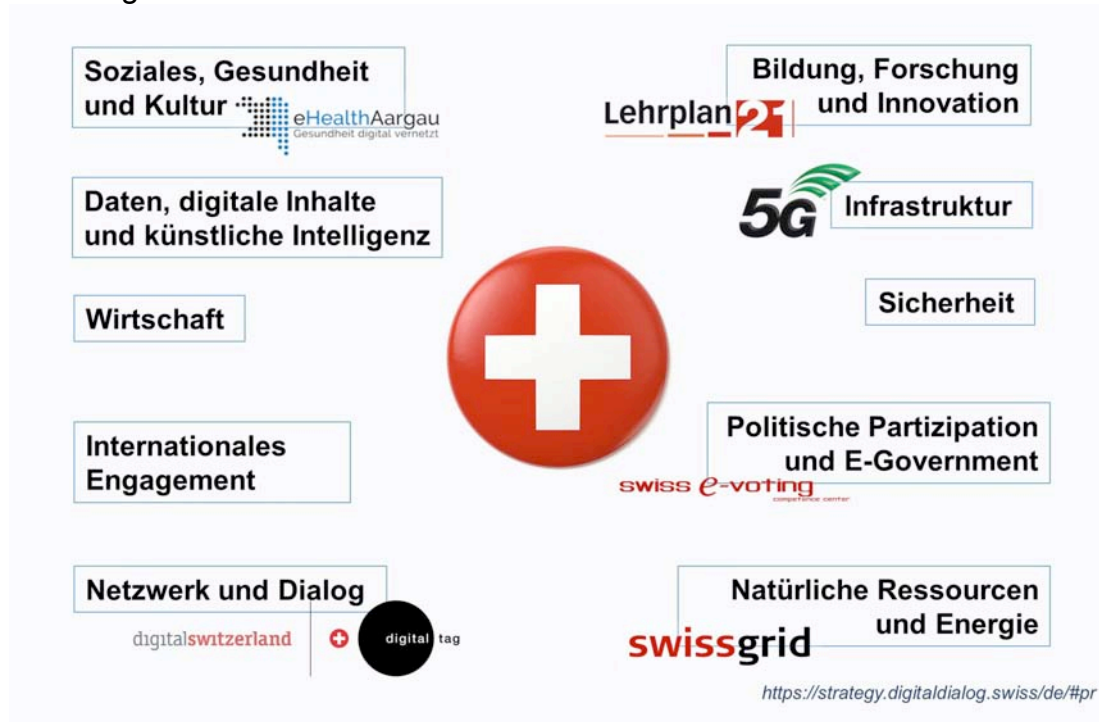 Soziales, Gesundheit
und Kultur
eHealthAargau
Gesundheit digital vernetzt
Bildung, Forschung
und Innovation
Lehrplan 21
Daten, digitale Inhalte
und künstliche Intelligenz
5G
Infrastruktur
Wirtschaft
Sicherheit
Internationales
Engagement
Politische Partizipation
und E-Government
swiss e-voting
competence center
Netzwerk und Dialog
digitalswitzerland
digital tag
Natürliche Ressourcen
und Energie
swissgrid
https://strategy.digitaldialog.swiss/de/#pr